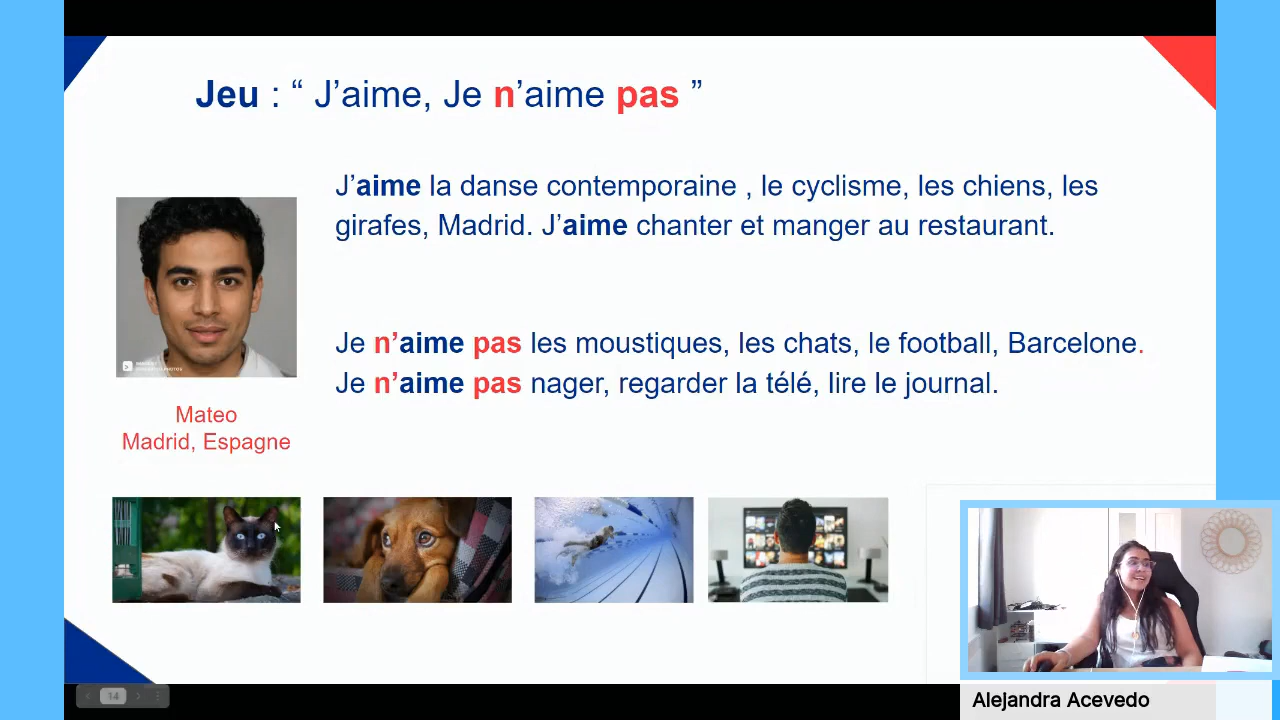 Jeu : “ J’aime, Je n’aime pas ”
J’aime la danse contemporaine , le cyclisme, les chiens, les
girafes, Madrid. J’aime chanter et manger au restaurant.
Je n’aime pas les moustiques, les chats, le football, Barcelone.
Je n’aime pas nager, regarder la télé, lire le journal.
Mateo
Madrid, Espagne
14
Alejandra Acevedo